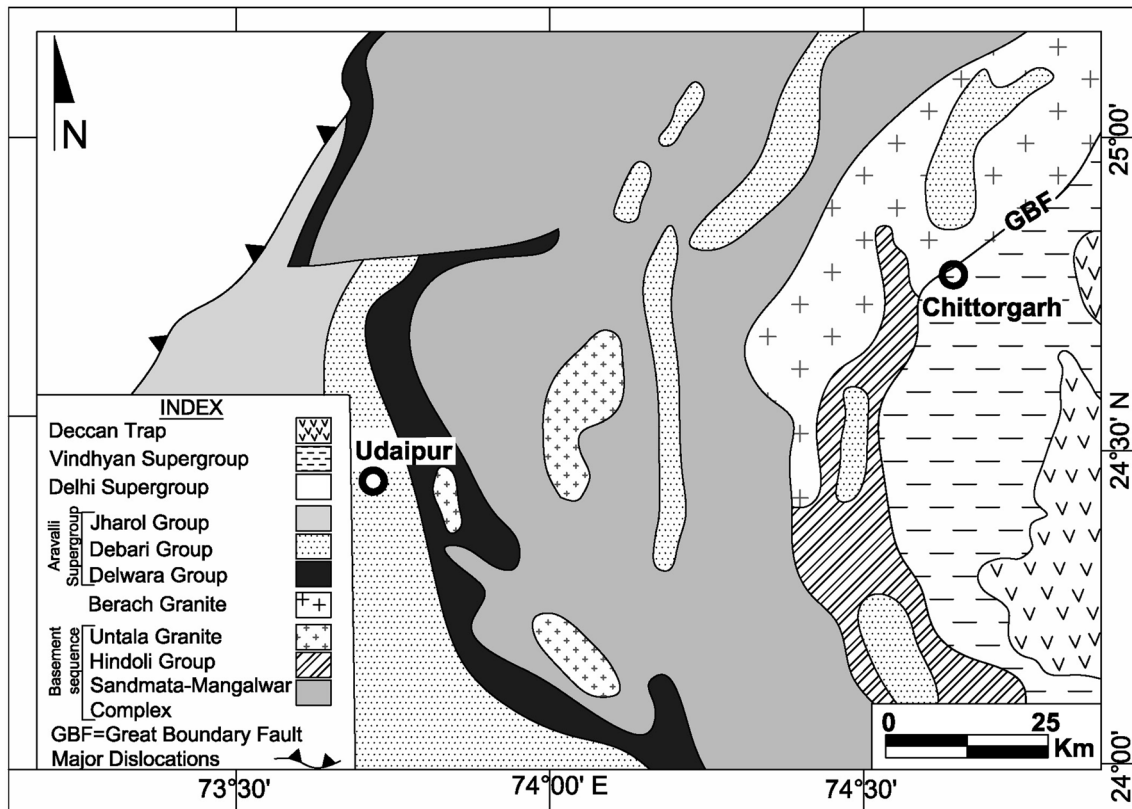 N
GBF
Chittorgarh
Udaipur
INDEX
Deccan Trap
Vindhyan Supergroup
Delhi Supergroup
Aravalli
Supergroup
Jharol Group
Debari Group
Delwara Group
Berach Granite
Basement
sequence
Untala Granite
Hindoli Group
Sandmata-Mangalwar
Complex
GBF=Great Boundary Fault
Major Dislocations
0 25
Km
25°00'
24°30' N
24°00'
73°30' 74°00' E 74°30'